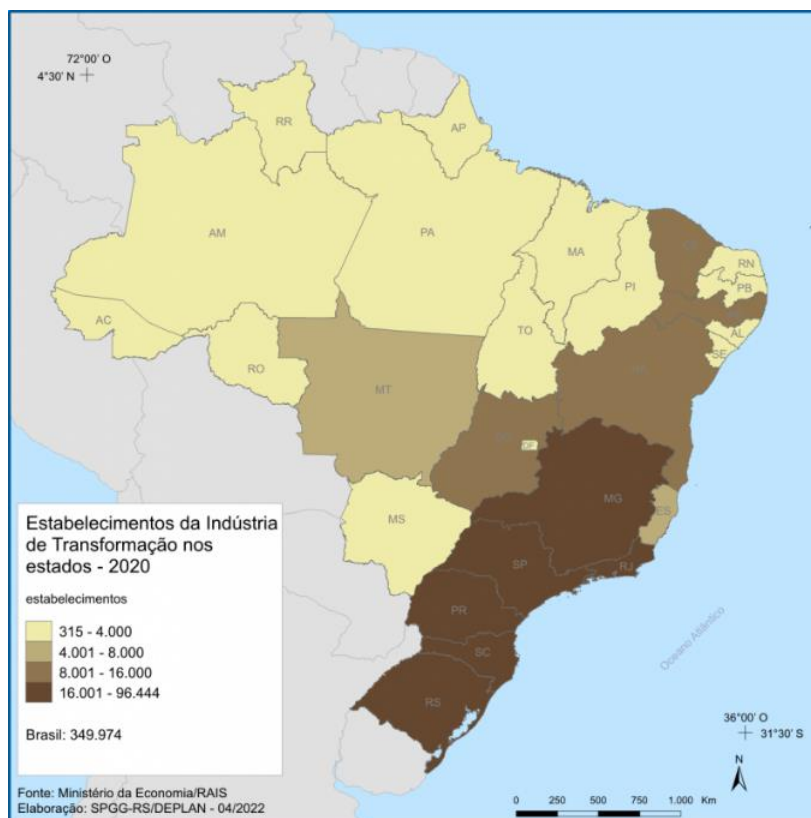 72°00' O
4°30' N
RR
AP
AM
PA
MA
RN
PB
PI
AC
TO
AL
SE
RO
MT
DF
MG
ES
MS
SP
RJ
PR
SC
RS
Oceano Atlântico
Estabelecimentos da Indústria
de Transformação nos
estados - 2020
estabelecimentos
315 - 4.000
4.001 - 8.000
8.001 - 16.000
16.001 - 96.444
Brasil: 349.974
36°00' O
31°30' S
N
Fonte: Ministério da Economia/RAIS
Elaboração: SPGG-RS/DEPLAN - 04/2022
0 250 500 750 1.000 Km